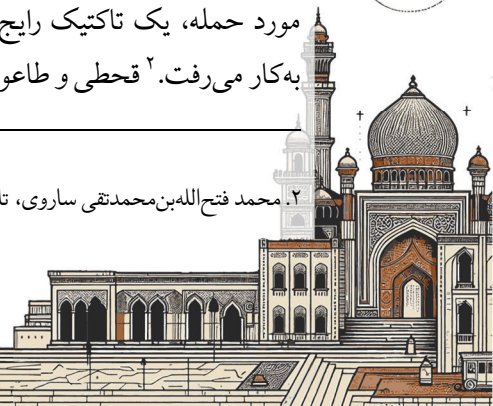 مورد حمله، یک تاکتیک رایج
به‌کار می‌رفت.۲ قحطی و طاعو
۲. محمد فتح‌الله‌بن‌محمدتقی ساروی، تا